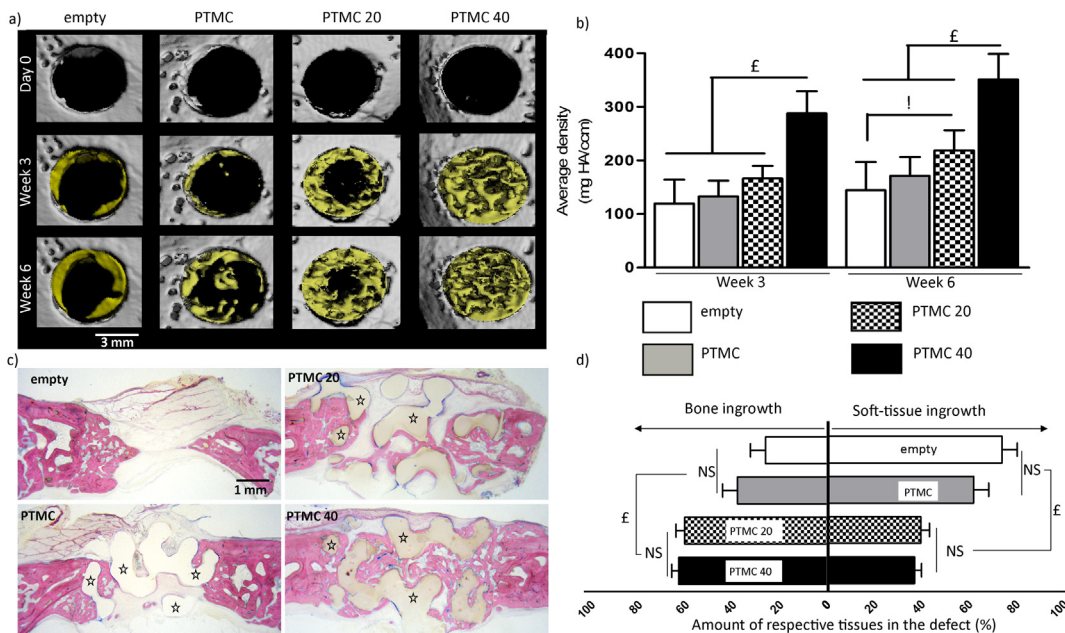 a)
empty
PTMC
PTMC 20
PTMC 40
Day 0
Week 3
Week 6
3 mm
b)
Average density
(mg HA/ccm)
500
400
300
200
100
0
£
£
!
Week 3
Week 6
empty
PTMC 20
PTMC
PTMC 40
c)
empty
PTMC 20
1 mm
PTMC
PTMC 40
d)
Bone ingrowth
Soft-tissue ingrowth
empty
NS
NS
PTMC
£
£
PTMC 20
NS
NS
PTMC 40
100 80 60 40 20 0 20 40 60 80 100
Amount of respective tissues in the defect (%)